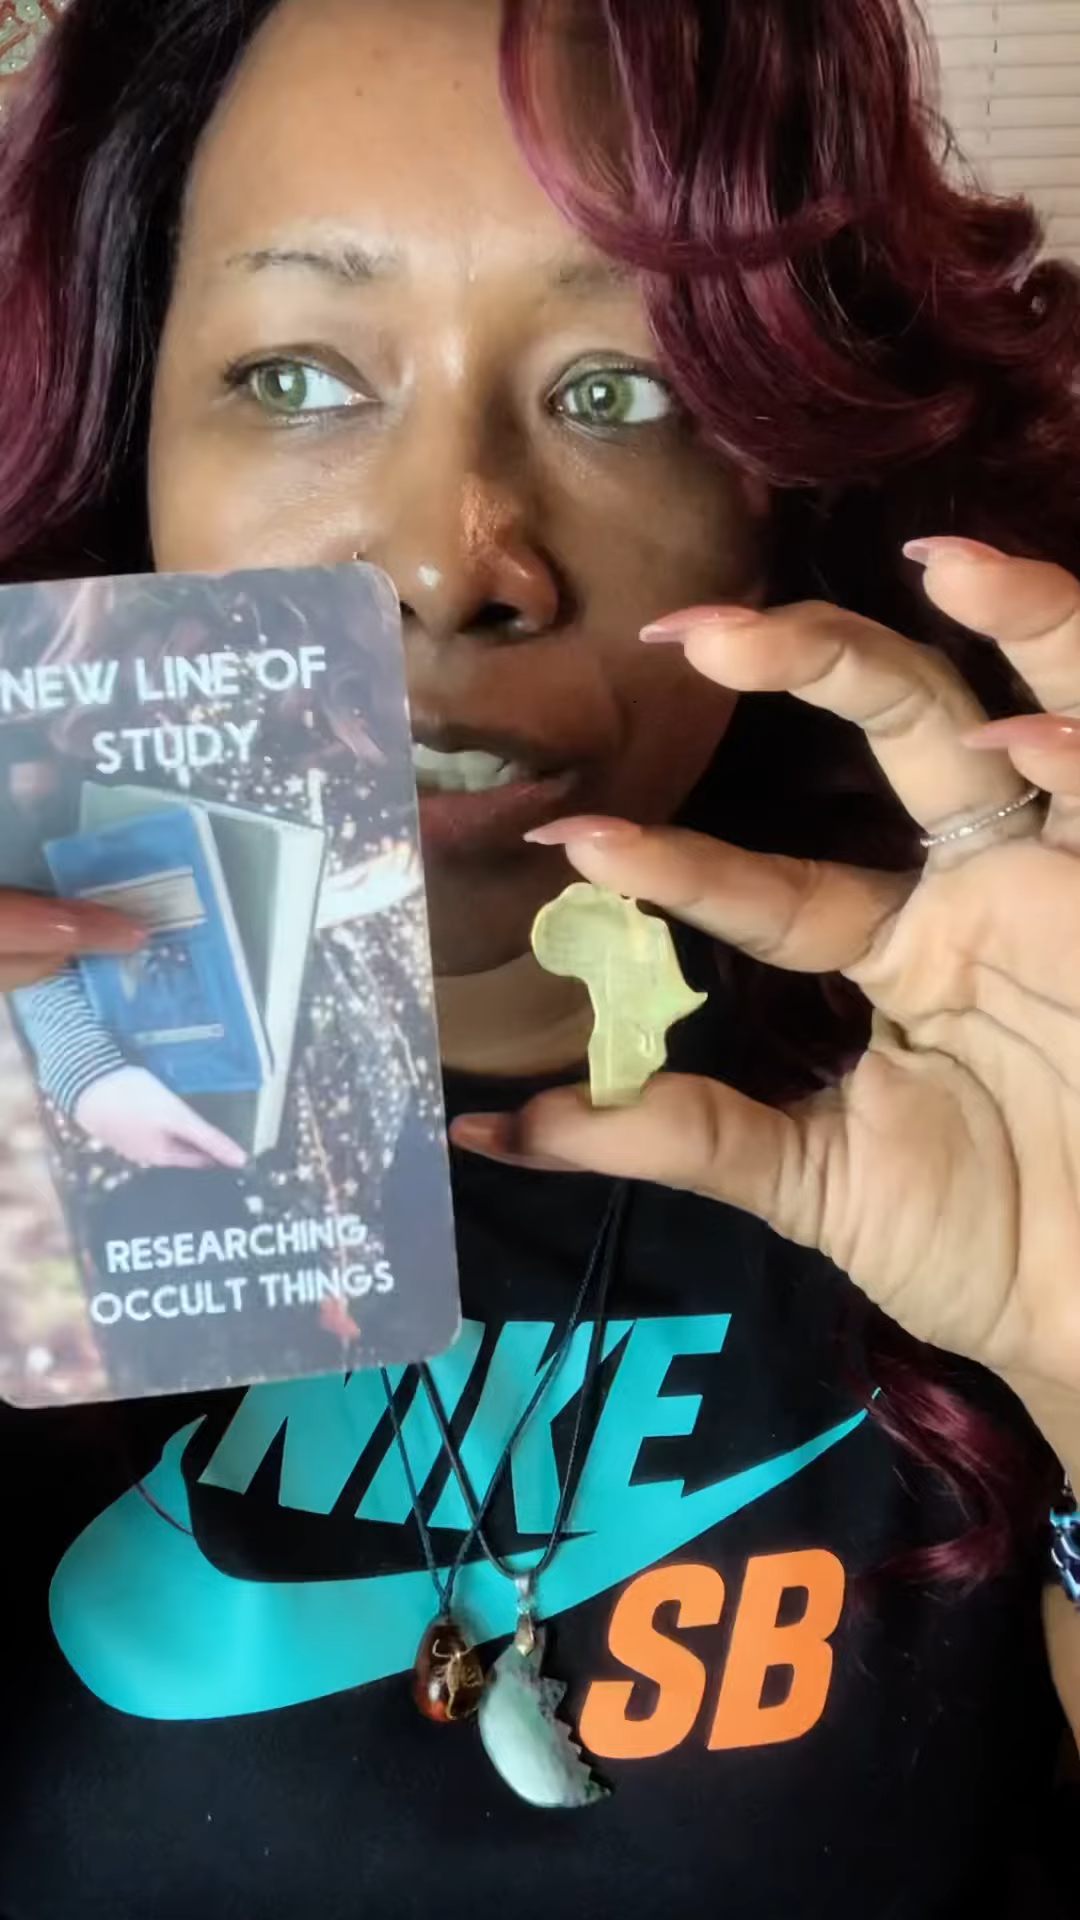 NEW LINE OF
STUDY
RESEARCHING
OCCULT THINGS
NIKE
SB